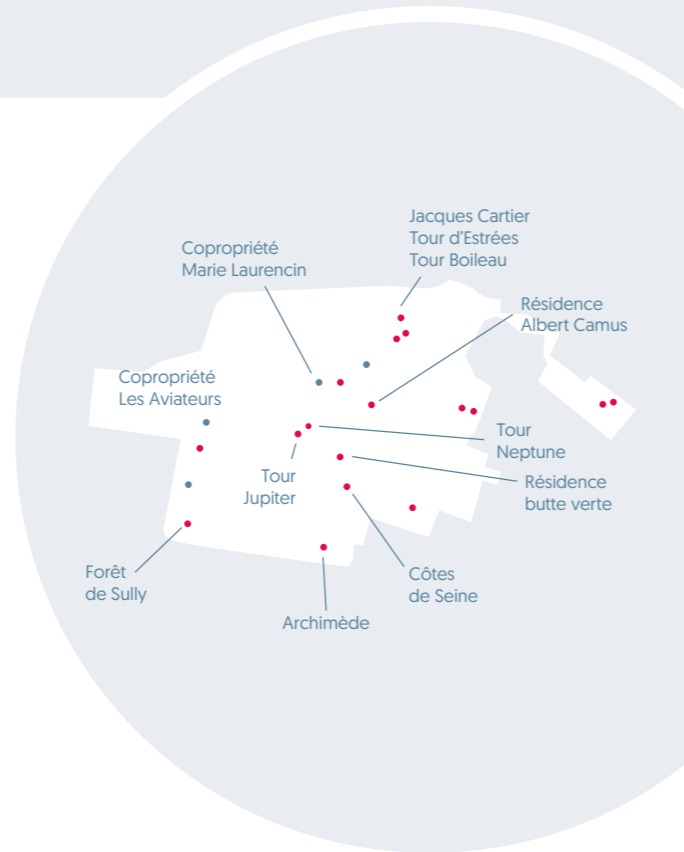 Jacques Cartier
Tour d'Estrées
Tour Boileau
Copropriété
Marie Laurencin
Résidence
Albert Camus
Copropriété
Les Aviateurs
Tour
Neptune
Tour
Jupiter
Résidence
butte verte
Forêt
de Sully
Côtes
de Seine
Archimède